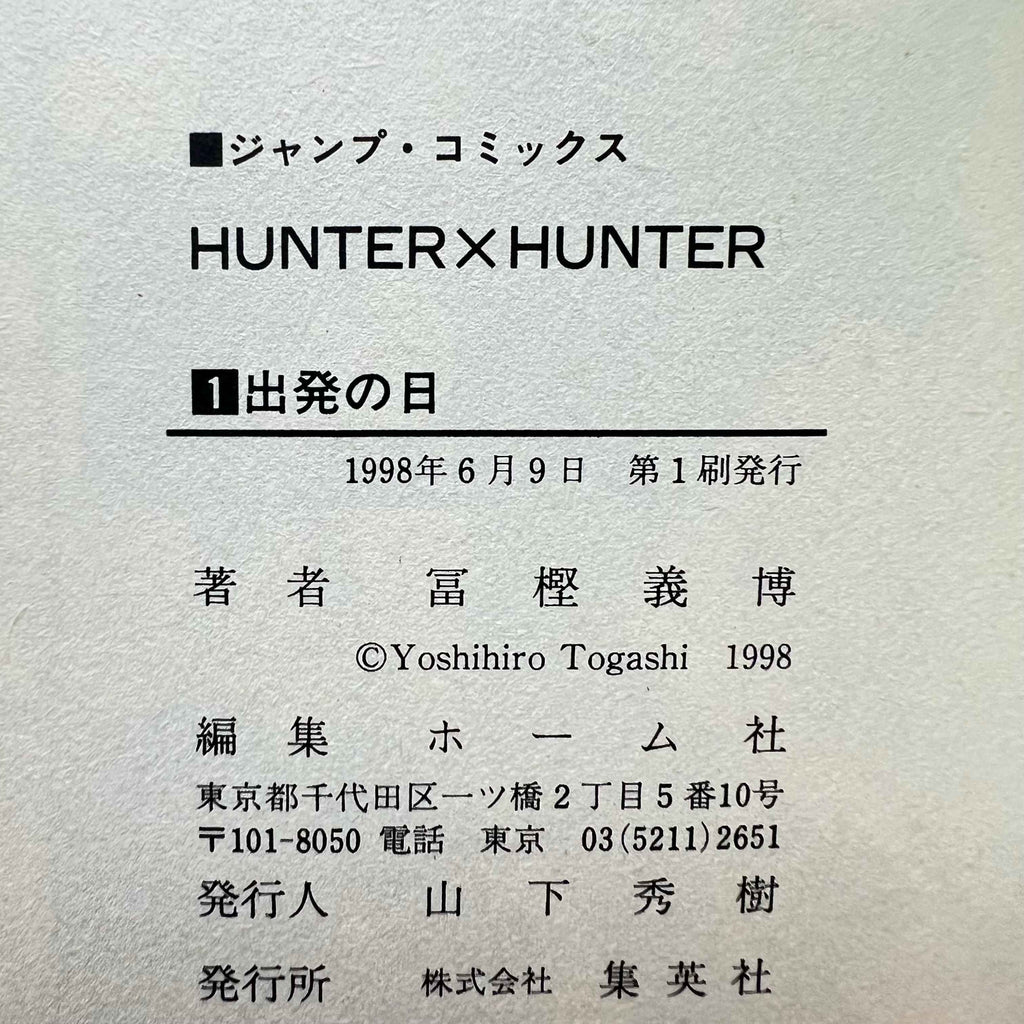 ■ジャンプ・コミックス
HUNTER×HUNTER
1出発の日
1998年6月9日 第1刷発行
著者 冨樫義博
©Yoshihiro Togashi 1998
編集 ホーム社
東京都千代田区一ツ橋2丁目5番10号
〒101-8050 電話 東京 03(5211)2651
発行人 山下秀樹
発行所 株式会社 集英社